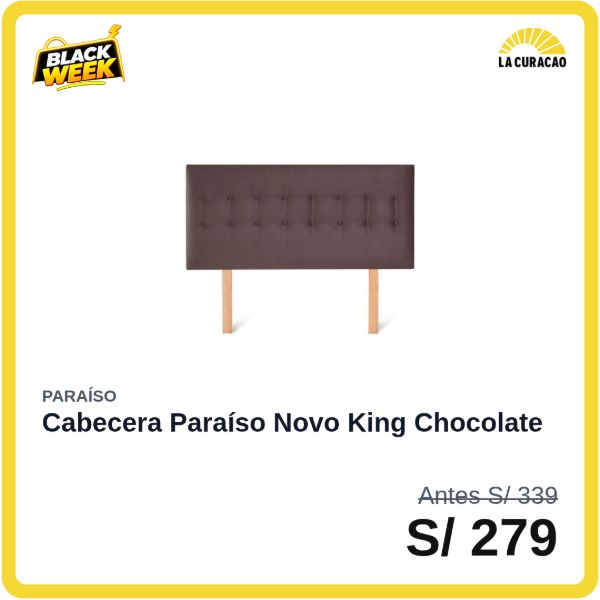 BLACK
WEEK
LA CURACAO
PARAÍSO
Cabecera Paraíso Novo King Chocolate
Antes S/ 339
S/ 279